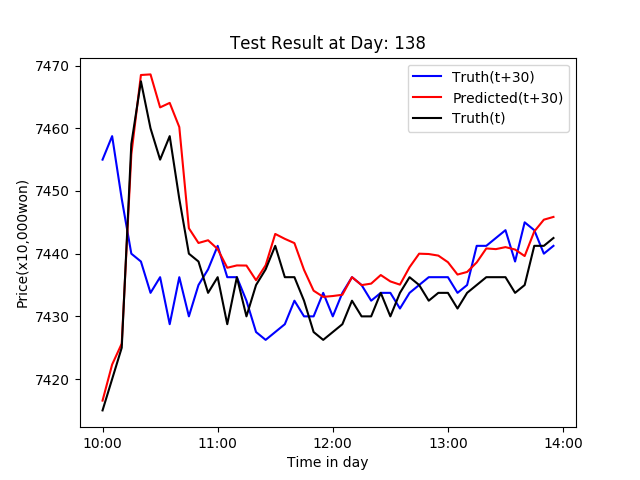 Test Result at Day: 138
Truth(t+30)
Predicted(t+30)
Truth(t)
Price(x10,000won)
7470
7460
7450
7440
7430
7420
10:00 11:00 12:00 13:00 14:00
Time in day